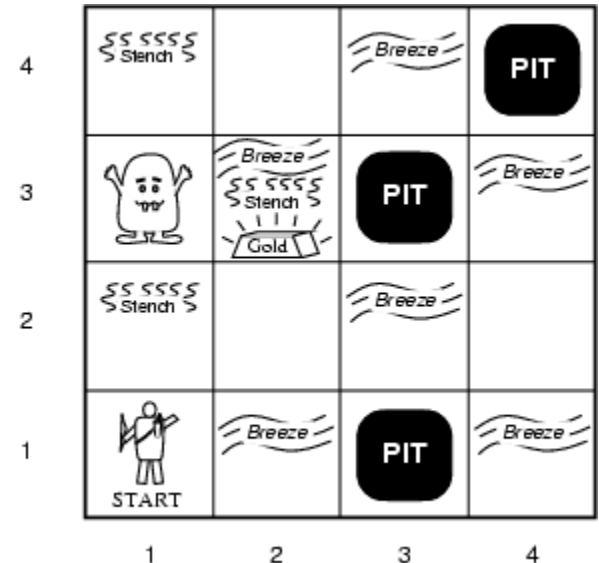 4
Stench
Breeze
PIT
3
Breeze
Stench
Gold
PIT
Breeze
2
Stench
Breeze
1
START
Breeze
PIT
Breeze
1 2 3 4